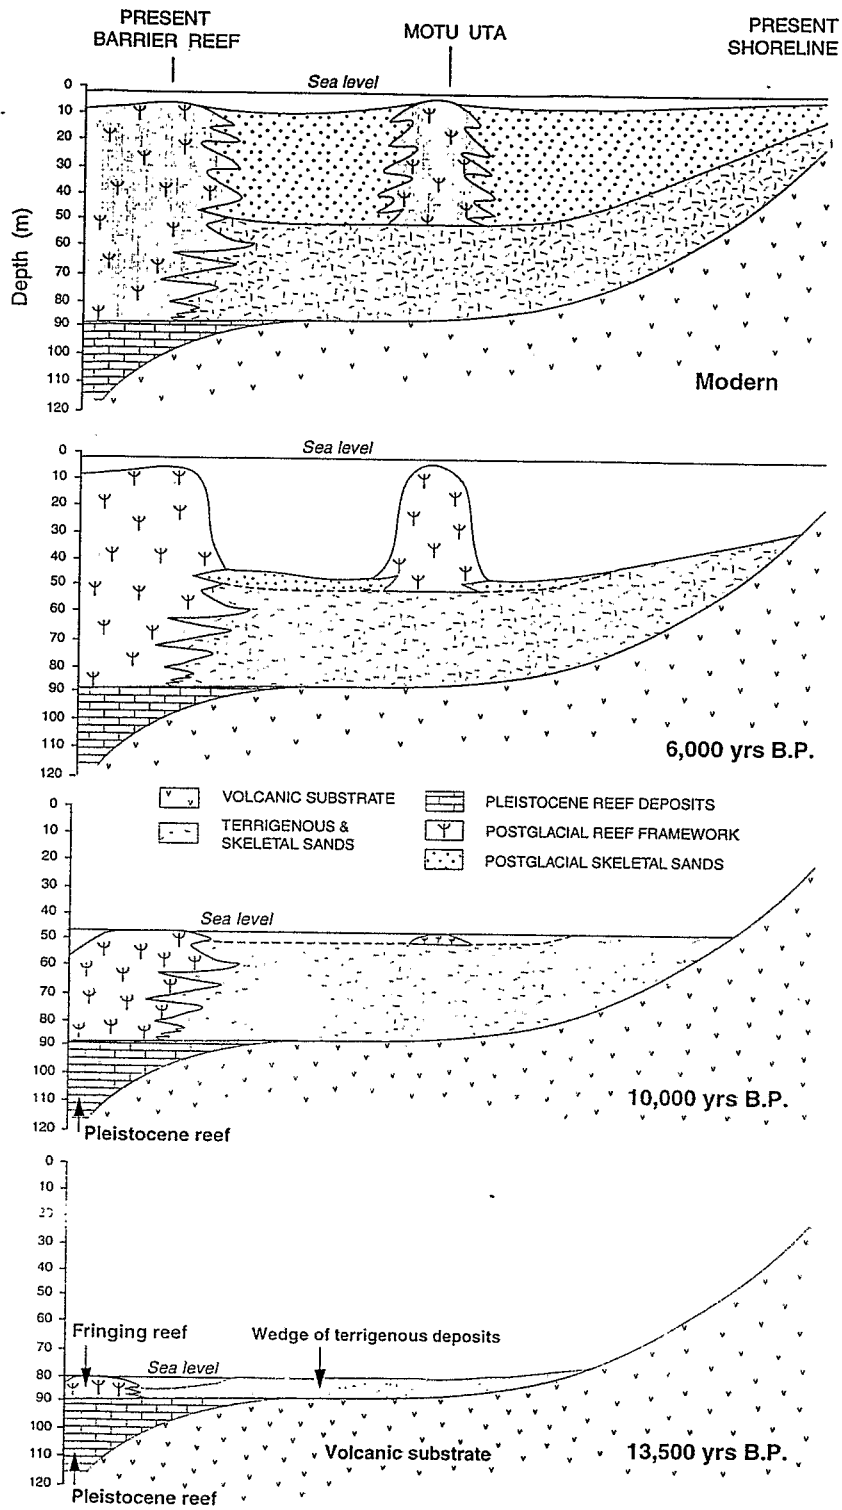 PRESENT
BARRIER REEF
MOTU UTA
PRESENT
SHORELINE
Sea level
0
10
20
30
40
50
60
70
80
90
100
110
120
Depth (m)
Modern
Sea level
0
10
20
30
40
50
60
70
80
90
100
110
120
6,000 yrs B.P.
VOLCANIC SUBSTRATE
TERRIGENOUS &
SKELETAL SANDS
PLEISTOCENE REEF DEPOSITS
POSTGLACIAL REEF FRAMEWORK
POSTGLACIAL SKELETAL SANDS
0
10
20
30
40
50
60
70
80
90
100
110
120
Sea level
10,000 yrs B.P.
Pleistocene reef
0
10
20
30
40
50
60
70
80
90
100
110
120
Fringing reef
Wedge of terrigenous deposits
Sea level
Volcanic substrate
13,500 yrs B.P.
Pleistocene reef